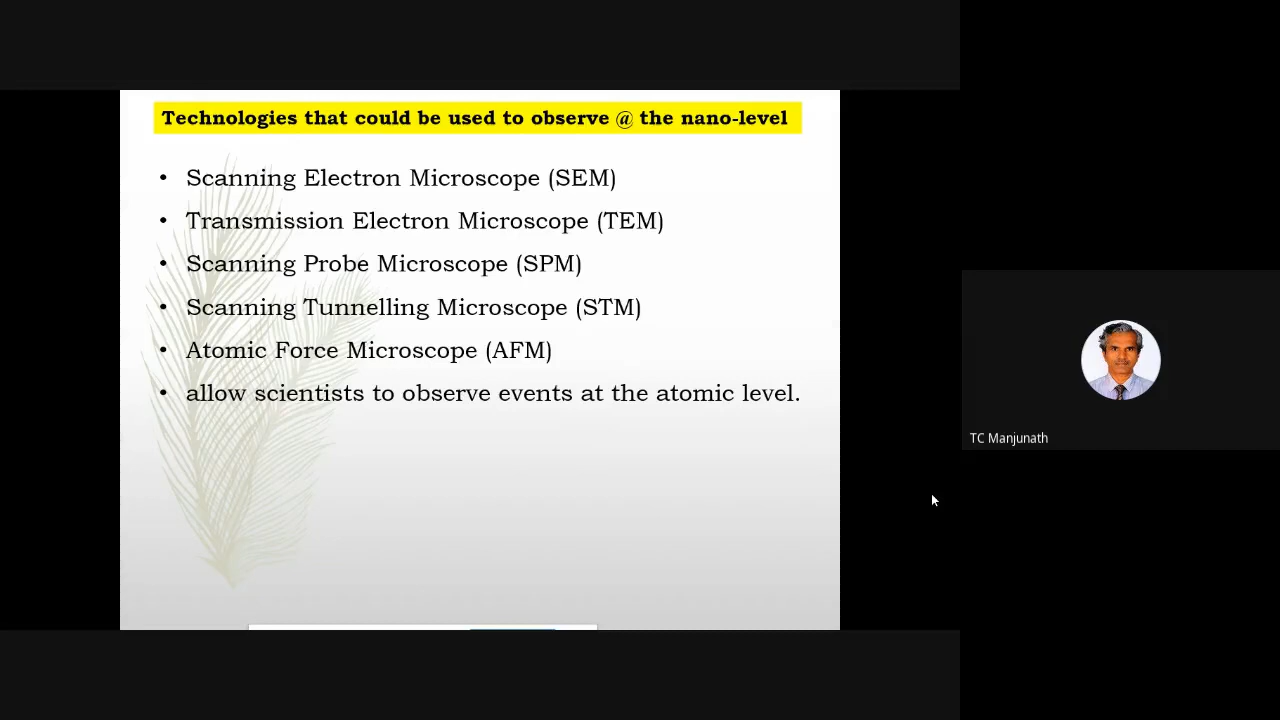 Technologies that could be used to observe @ the nano-level
• Scanning Electron Microscope (SEM)
• Transmission Electron Microscope (TEM)
• Scanning Probe Microscope (SPM)
• Scanning Tunnelling Microscope (STM)
• Atomic Force Microscope (AFM)
• allow scientists to observe events at the atomic level.
TC Manjunath